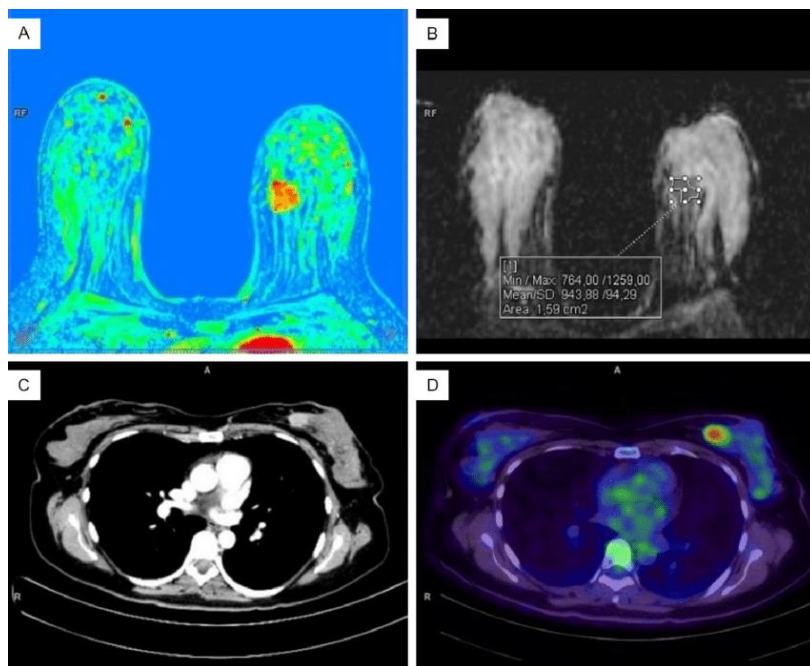 A
RF
B
RF
[1]
Min / Max: 764,00 /1259,00
Mean/SD: 943,88 /94,29
Area: 1,59 cm2
C
A
R
D
A
R